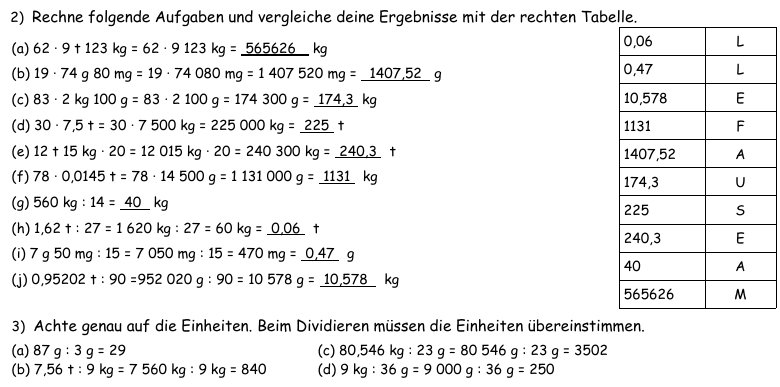 2) Rechne folgende Aufgaben und vergleiche deine Ergebnisse mit der rechten Tabelle.
(a) 62 · 9 t 123 kg = 62 · 9 123 kg = 565626 kg
(b) 19 · 74 g 80 mg = 19 · 74 080 mg = 1 407 520 mg = 1407,52 g
(c) 83 · 2 kg 100 g = 83 · 2 100 g = 174 300 g = 174,3 kg
(d) 30 · 7,5 t = 30 · 7 500 kg = 225 000 kg = 225 t
(e) 12 t 15 kg · 20 = 12 015 kg · 20 = 240 300 kg = 240,3 t
(f) 78 · 0,0145 t = 78 · 14 500 g = 1 131 000 g = 1131 kg
(g) 560 kg : 14 = 40 kg
(h) 1,62 t : 27 = 1 620 kg : 27 = 60 kg = 0,06 t
(i) 7 g 50 mg : 15 = 7 050 mg : 15 = 470 mg = 0,47 g
(j) 0,95202 t : 90 =952 020 g : 90 = 10 578 g = 10,578 kg
0,06 L
0,47 L
10,578 E
1131 F
1407,52 A
174,3 U
225 S
240,3 E
40 A
565626 M
3) Achte genau auf die Einheiten. Beim Dividieren müssen die Einheiten übereinstimmen.
(a) 87 g : 3 g = 29
(b) 7,56 t : 9 kg = 7 560 kg : 9 kg = 840
(c) 80,546 kg : 23 g = 80 546 g : 23 g = 3502
(d) 9 kg : 36 g = 9 000 g : 36 g = 250